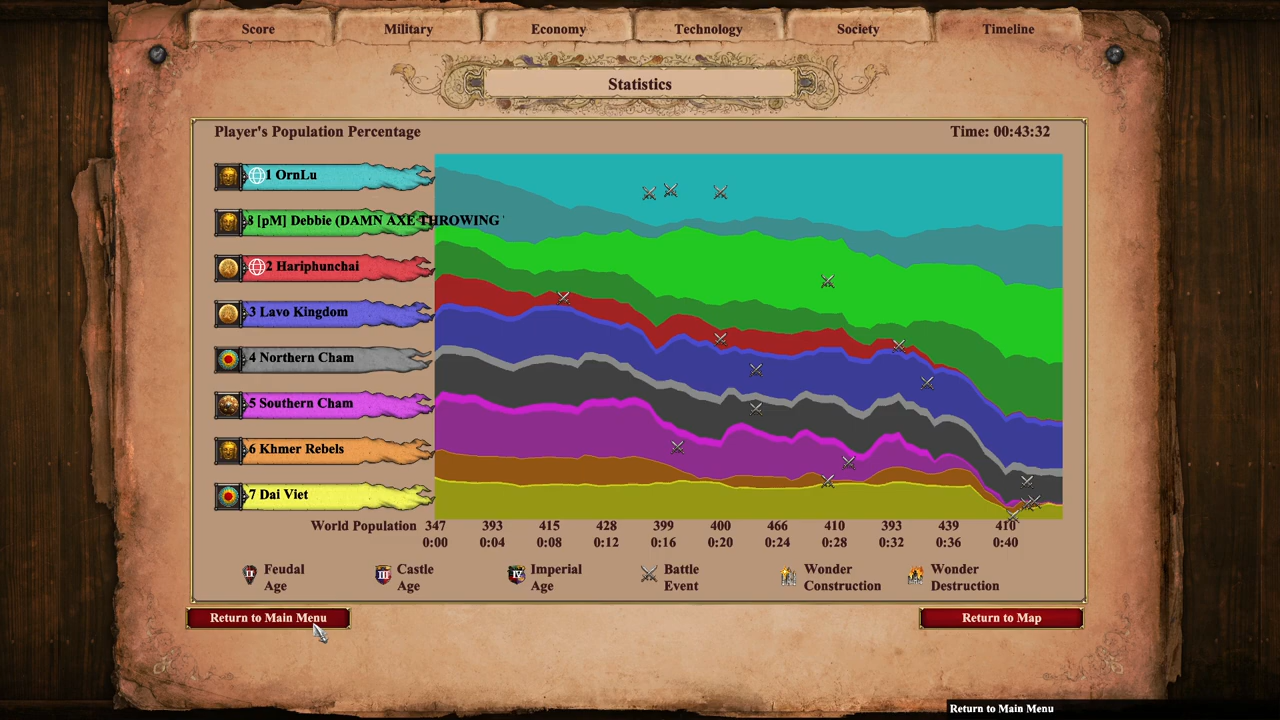 Score Military Economy Technology Society Timeline
Statistics
Player's Population Percentage Time: 00:43:32
1 OrnLu
8 [pM] Debbie (DAMN AXE THROWING
2 Hariphunchai
3 Lavo Kingdom
4 Northern Cham
5 Southern Cham
6 Khmer Rebels
7 Dai Viet
World Population 347 393 415 428 399 400 466 410 393 439 410
0:00 0:04 0:08 0:12 0:16 0:20 0:24 0:28 0:32 0:36 0:40
II Feudal Age
III Castle Age
IV Imperial Age
Battle Event
Wonder Construction
Wonder Destruction
Return to Main Menu Return to Map
Return to Main Menu